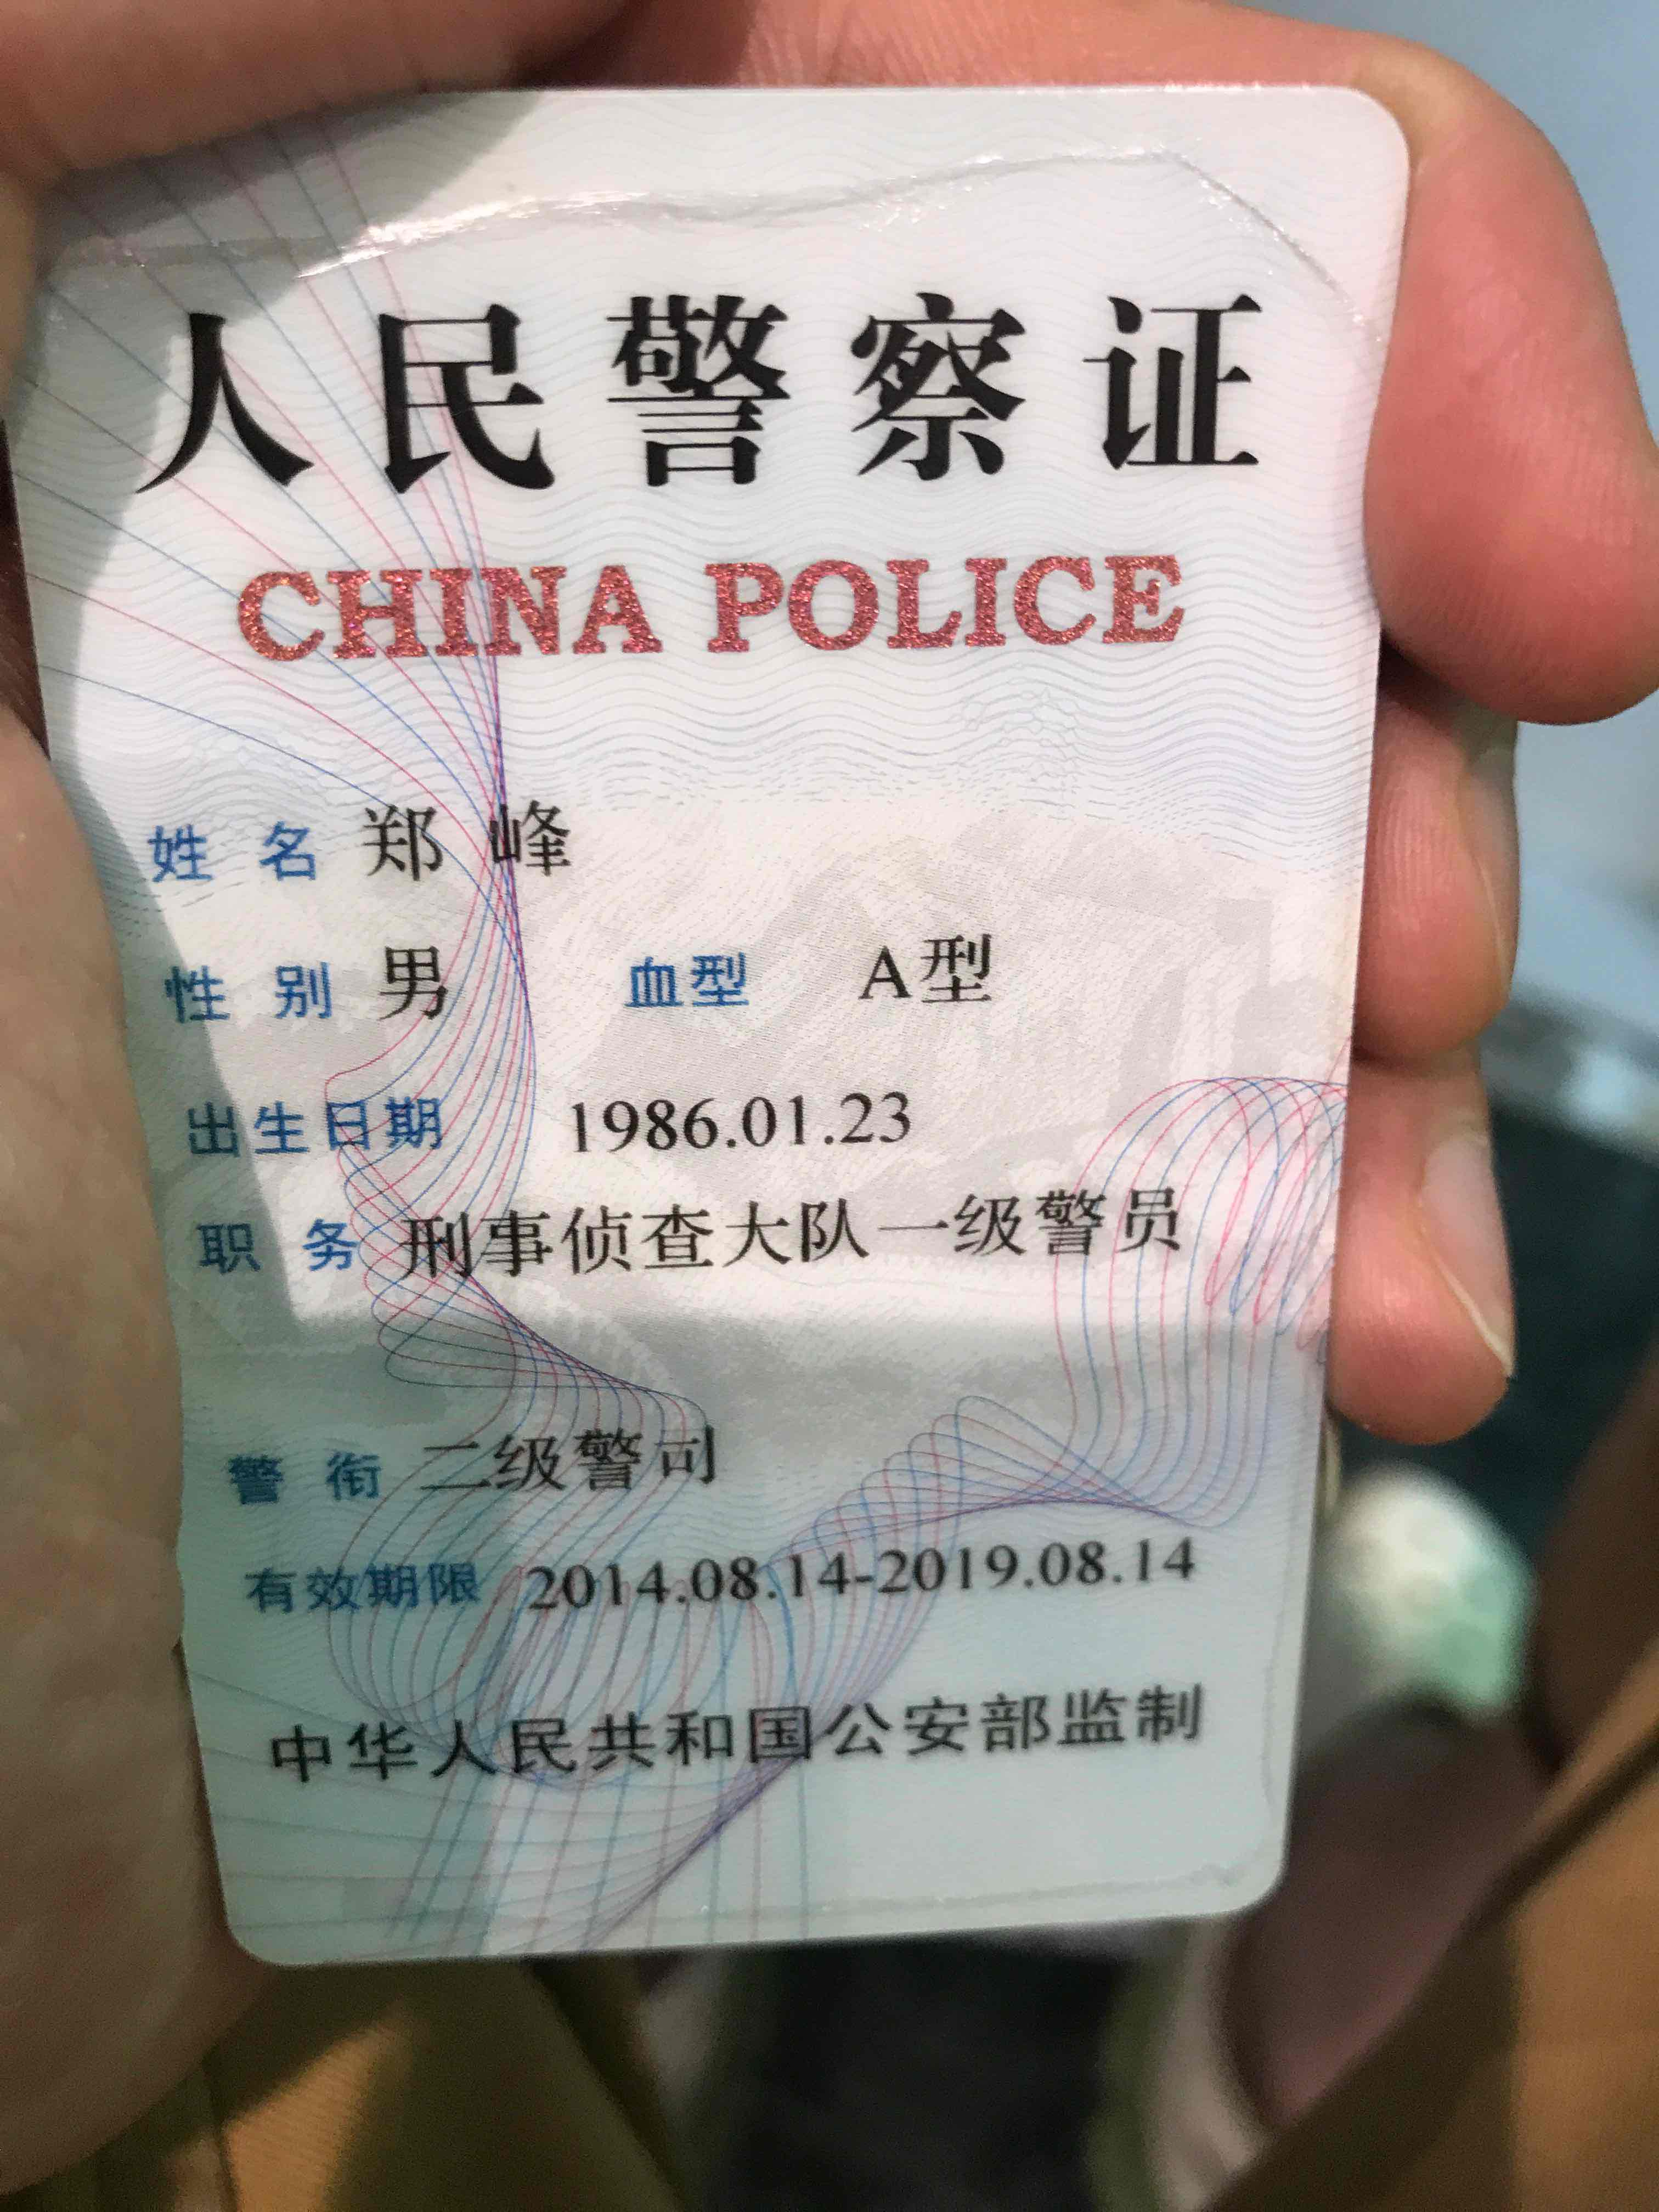 人民警察证
CHINA POLICE
姓名 郑峰
性别 男 血型 A型
出生日期 1986.01.23
职务 刑事侦查大队一级警员
警衔 二级警司
有效期限 2014.08.14-2019.08.14
中华人民共和国公安部监制